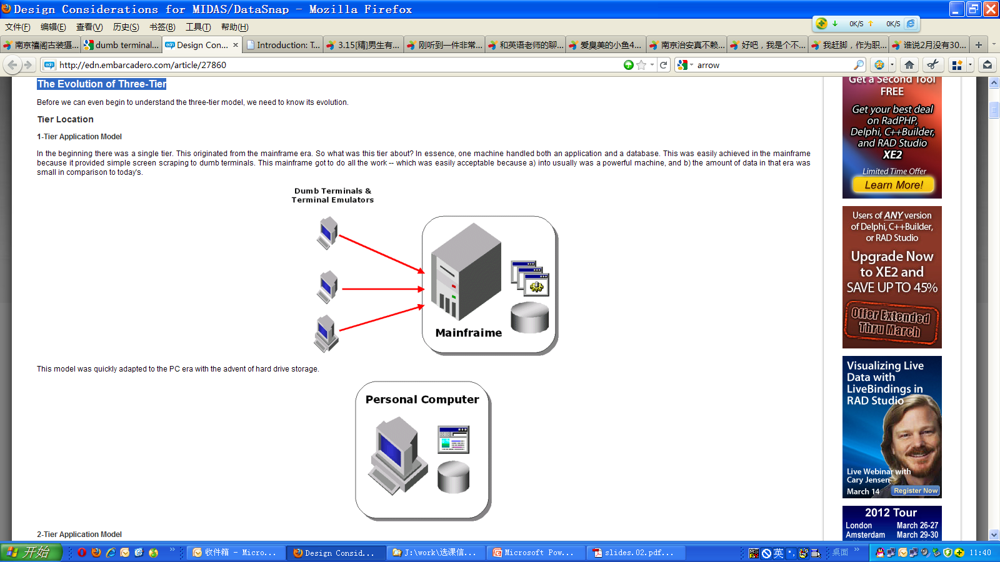 Design Considerations for MIDAS/DataSnap - Mozilla Firefox
文件(F) 编辑(E) 查看(V) 历史(S) 书签(B) 工具(T) 帮助(H)
0K/S 0K/S
南京禧阁古装摄... dumb terminal... Design Con... Introduction: T... 3.15[精]男生有... 刚听到一件非常... 和英语老师的聊... 爱臭美的小鱼4... 南京治安真不赖... 好吧，我是个不... 我赶脚，作为职... 谁说2月没有30...
http://edn.embarcadero.com/article/27860
arrow
The Evolution of Three-Tier
Before we can even begin to understand the three-tier model, we need to know its evolution.
Tier Location
1-Tier Application Model
In the beginning there was a single tier. This originated from the mainframe era. So what was this tier about? In essence, one machine handled both an application and a database. This was easily achieved in the mainframe
because it provided simple screen scraping to dumb terminals. This mainframe got to do all the work -- which was easily acceptable because a) into usually was a powerful machine, and b) the amount of data in that era was
small in comparison to today's.
Dumb Terminals &
Terminal Emulators
Mainfraime
This model was quickly adapted to the PC era with the advent of hard drive storage.
Personal Computer
2-Tier Application Model
Get a Second Tool
FREE
Get your best deal
on RadPHP,
Delphi, C++Builder,
and RAD Studio
XE2
Limited Time Offer
Learn More!
Users of ANY version
of Delphi, C++Builder,
or RAD Studio
Upgrade Now
to XE2 and
SAVE UP TO 45%
Offer Extended
Thru March
Visualizing Live
Data with
LiveBindings in
RAD Studio
Live Webinar with
Cary Jensen
March 14
Register Now
2012 Tour
London March 26-27
Amsterdam March 29-30
开始
收件箱 - Micro...
Design Consid...
J:\work\选课信...
Microsoft Pow...
slides.02.pdf...
英
桌面
11:40